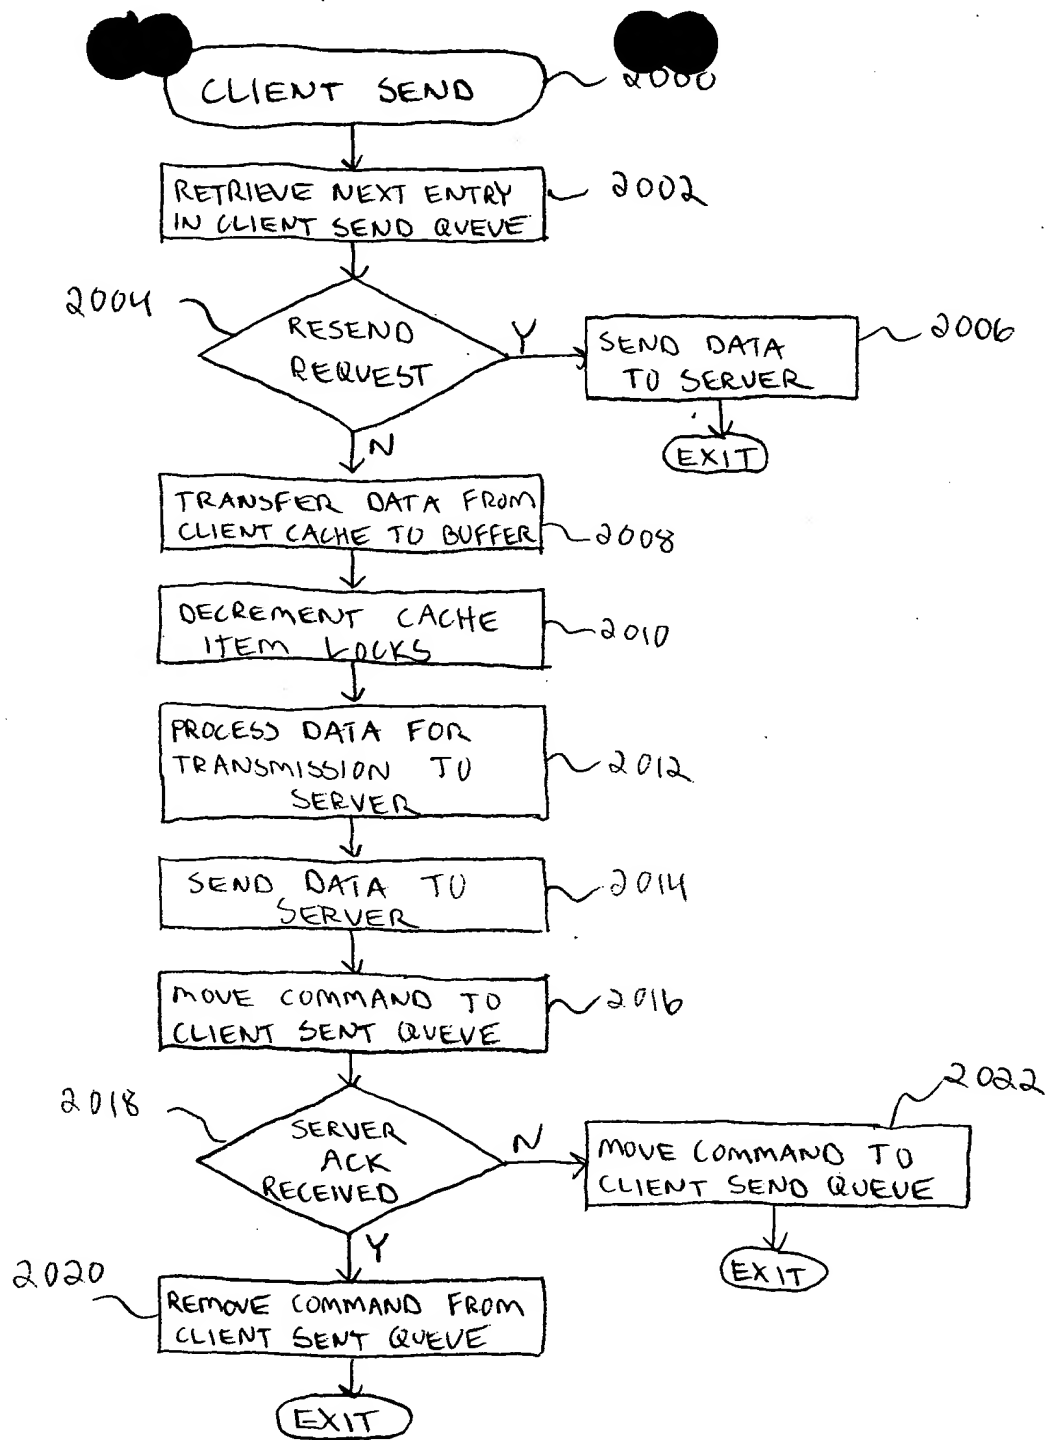 CLIENT SEND
2000
RETRIEVE NEXT ENTRY
IN CLIENT SEND QUEUE
2002
2004
RESEND
REQUEST
Y
SEND DATA
TO SERVER
2006
EXIT
N
TRANSFER DATA FROM
CLIENT CACHE TO BUFFER
2008
DECREMENT CACHE
ITEM LOCKS
2010
PROCESS DATA FOR
TRANSMISSION TO
SERVER
2012
SEND DATA TO
SERVER
2014
MOVE COMMAND TO
CLIENT SENT QUEUE
2016
2018
SERVER
ACK
RECEIVED
N
MOVE COMMAND TO
CLIENT SEND QUEUE
2022
EXIT
Y
2020
REMOVE COMMAND FROM
CLIENT SENT QUEUE
EXIT